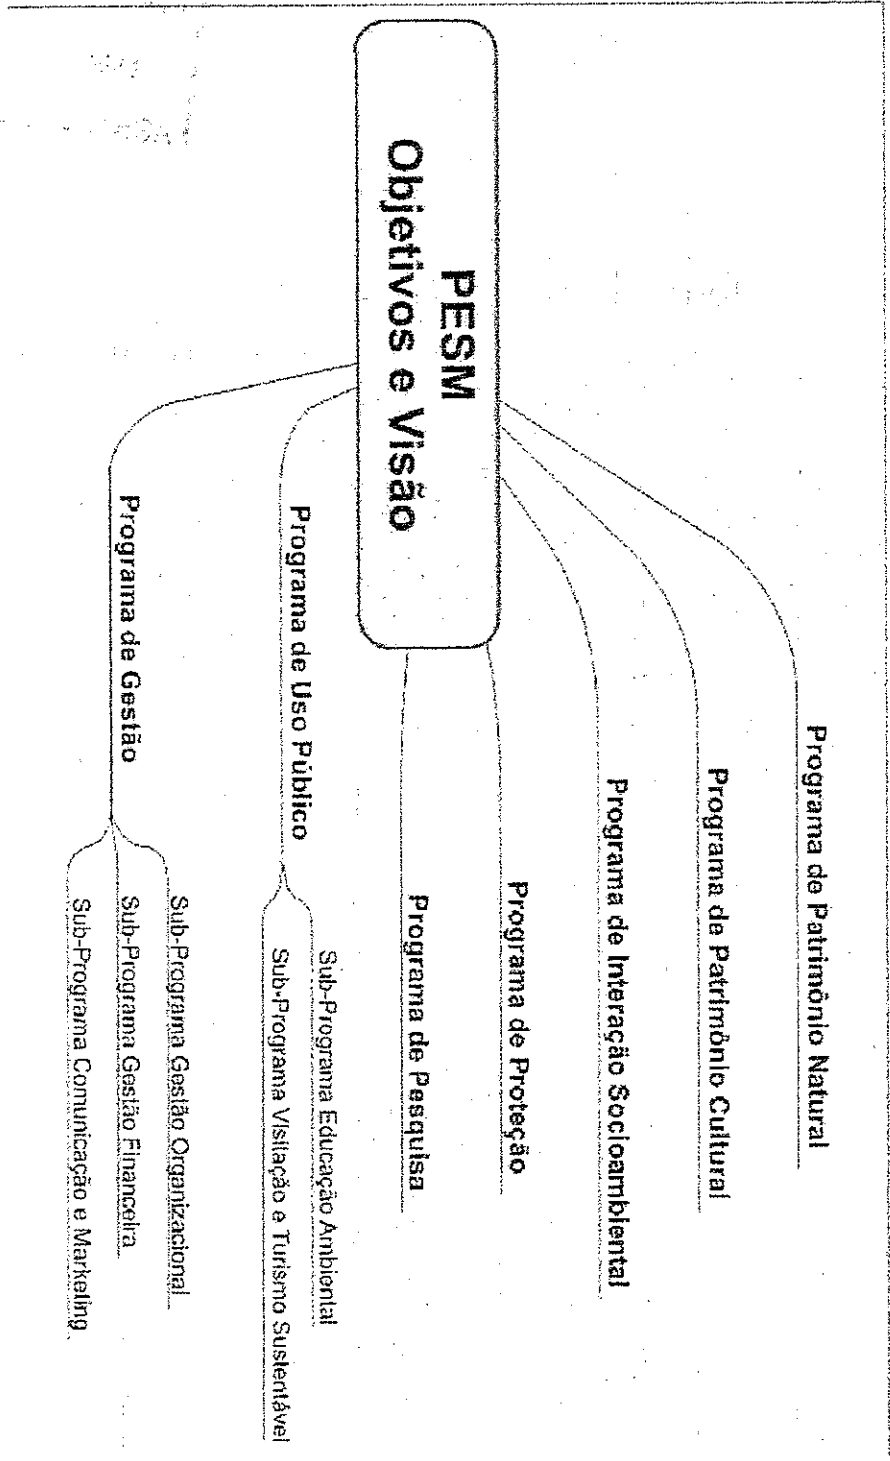 PESM
Objetivos e Visão
Programa de Patrimônio Natural
Programa de Patrimônio Cultural
Programa de Interação Socioambiental
Programa de Proteção
Programa de Pesquisa
Programa de Uso Público
Sub-Programa Educação Ambiental
Sub-Programa Visitação e Turismo Sustentável
Programa de Gestão
Sub-Programa Gestão Organizacional
Sub-Programa Gestão Financeira
Sub-Programa Comunicação e Marketing